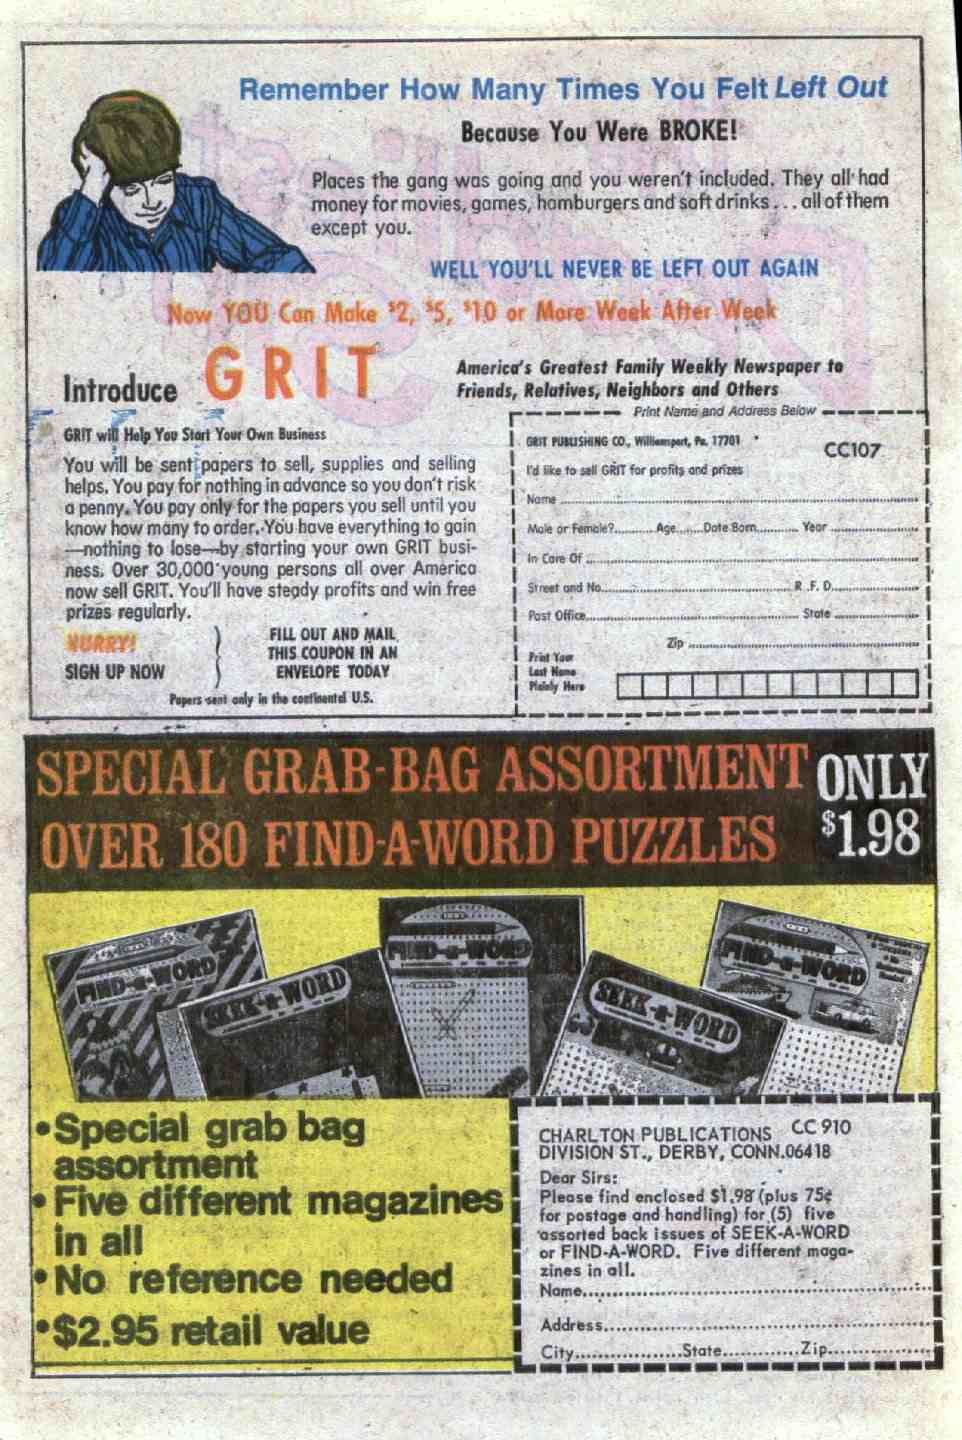 Remember How Many Times You Felt Left Out
Because You Were BROKE!
Places the gang was going and you weren't included. They all had
money for movies, games, hamburgers and soft drinks . . . all of them
except you.
WELL YOU'LL NEVER BE LEFT OUT AGAIN
Now YOU Can Make $2, $5, $10 or More Week After Week
Introduce GRIT
America's Greatest Family Weekly Newspaper to
Friends, Relatives, Neighbors and Others
GRIT will Help You Start Your Own Business
You will be sent papers to sell, supplies and selling
helps. You pay for nothing in advance so you don't risk
a penny. You pay only for the papers you sell until you
know how many to order. You have everything to gain
—nothing to lose—by starting your own GRIT busi-
ness. Over 30,000 young persons all over America
now sell GRIT. You'll have steady profits and win free
prizes regularly.
HURRY!
SIGN UP NOW
FILL OUT AND MAIL
THIS COUPON IN AN
ENVELOPE TODAY
Papers sent only in the continental U.S.
Print Name and Address Below
GRIT PUBLISHING CO., Williamsport, Pa. 17701
CC107
I'd like to sell GRIT for profits and prizes
Name
Male or Female? Age Date Born Year
In Care Of
Street and No. R.F.D.
Post Office State
Zip
Print Your
Last Name
Plainly Here
SPECIAL GRAB-BAG ASSORTMENT
OVER 180 FIND-A-WORD PUZZLES
ONLY
$1.98
FIND-A-WORD
SEEK-A-WORD
FIND-A-WORD
SEEK-A-WORD
FIND-A-WORD
•Special grab bag
assortment
•Five different magazines
in all
•No reference needed
•$2.95 retail value
CHARLTON PUBLICATIONS CC 910
DIVISION ST., DERBY, CONN. 06418
Dear Sirs:
Please find enclosed $1.98 (plus 75¢
for postage and handling) for (5) five
assorted back issues of SEEK-A-WORD
or FIND-A-WORD. Five different maga-
zines in all.
Name
Address
City State Zip